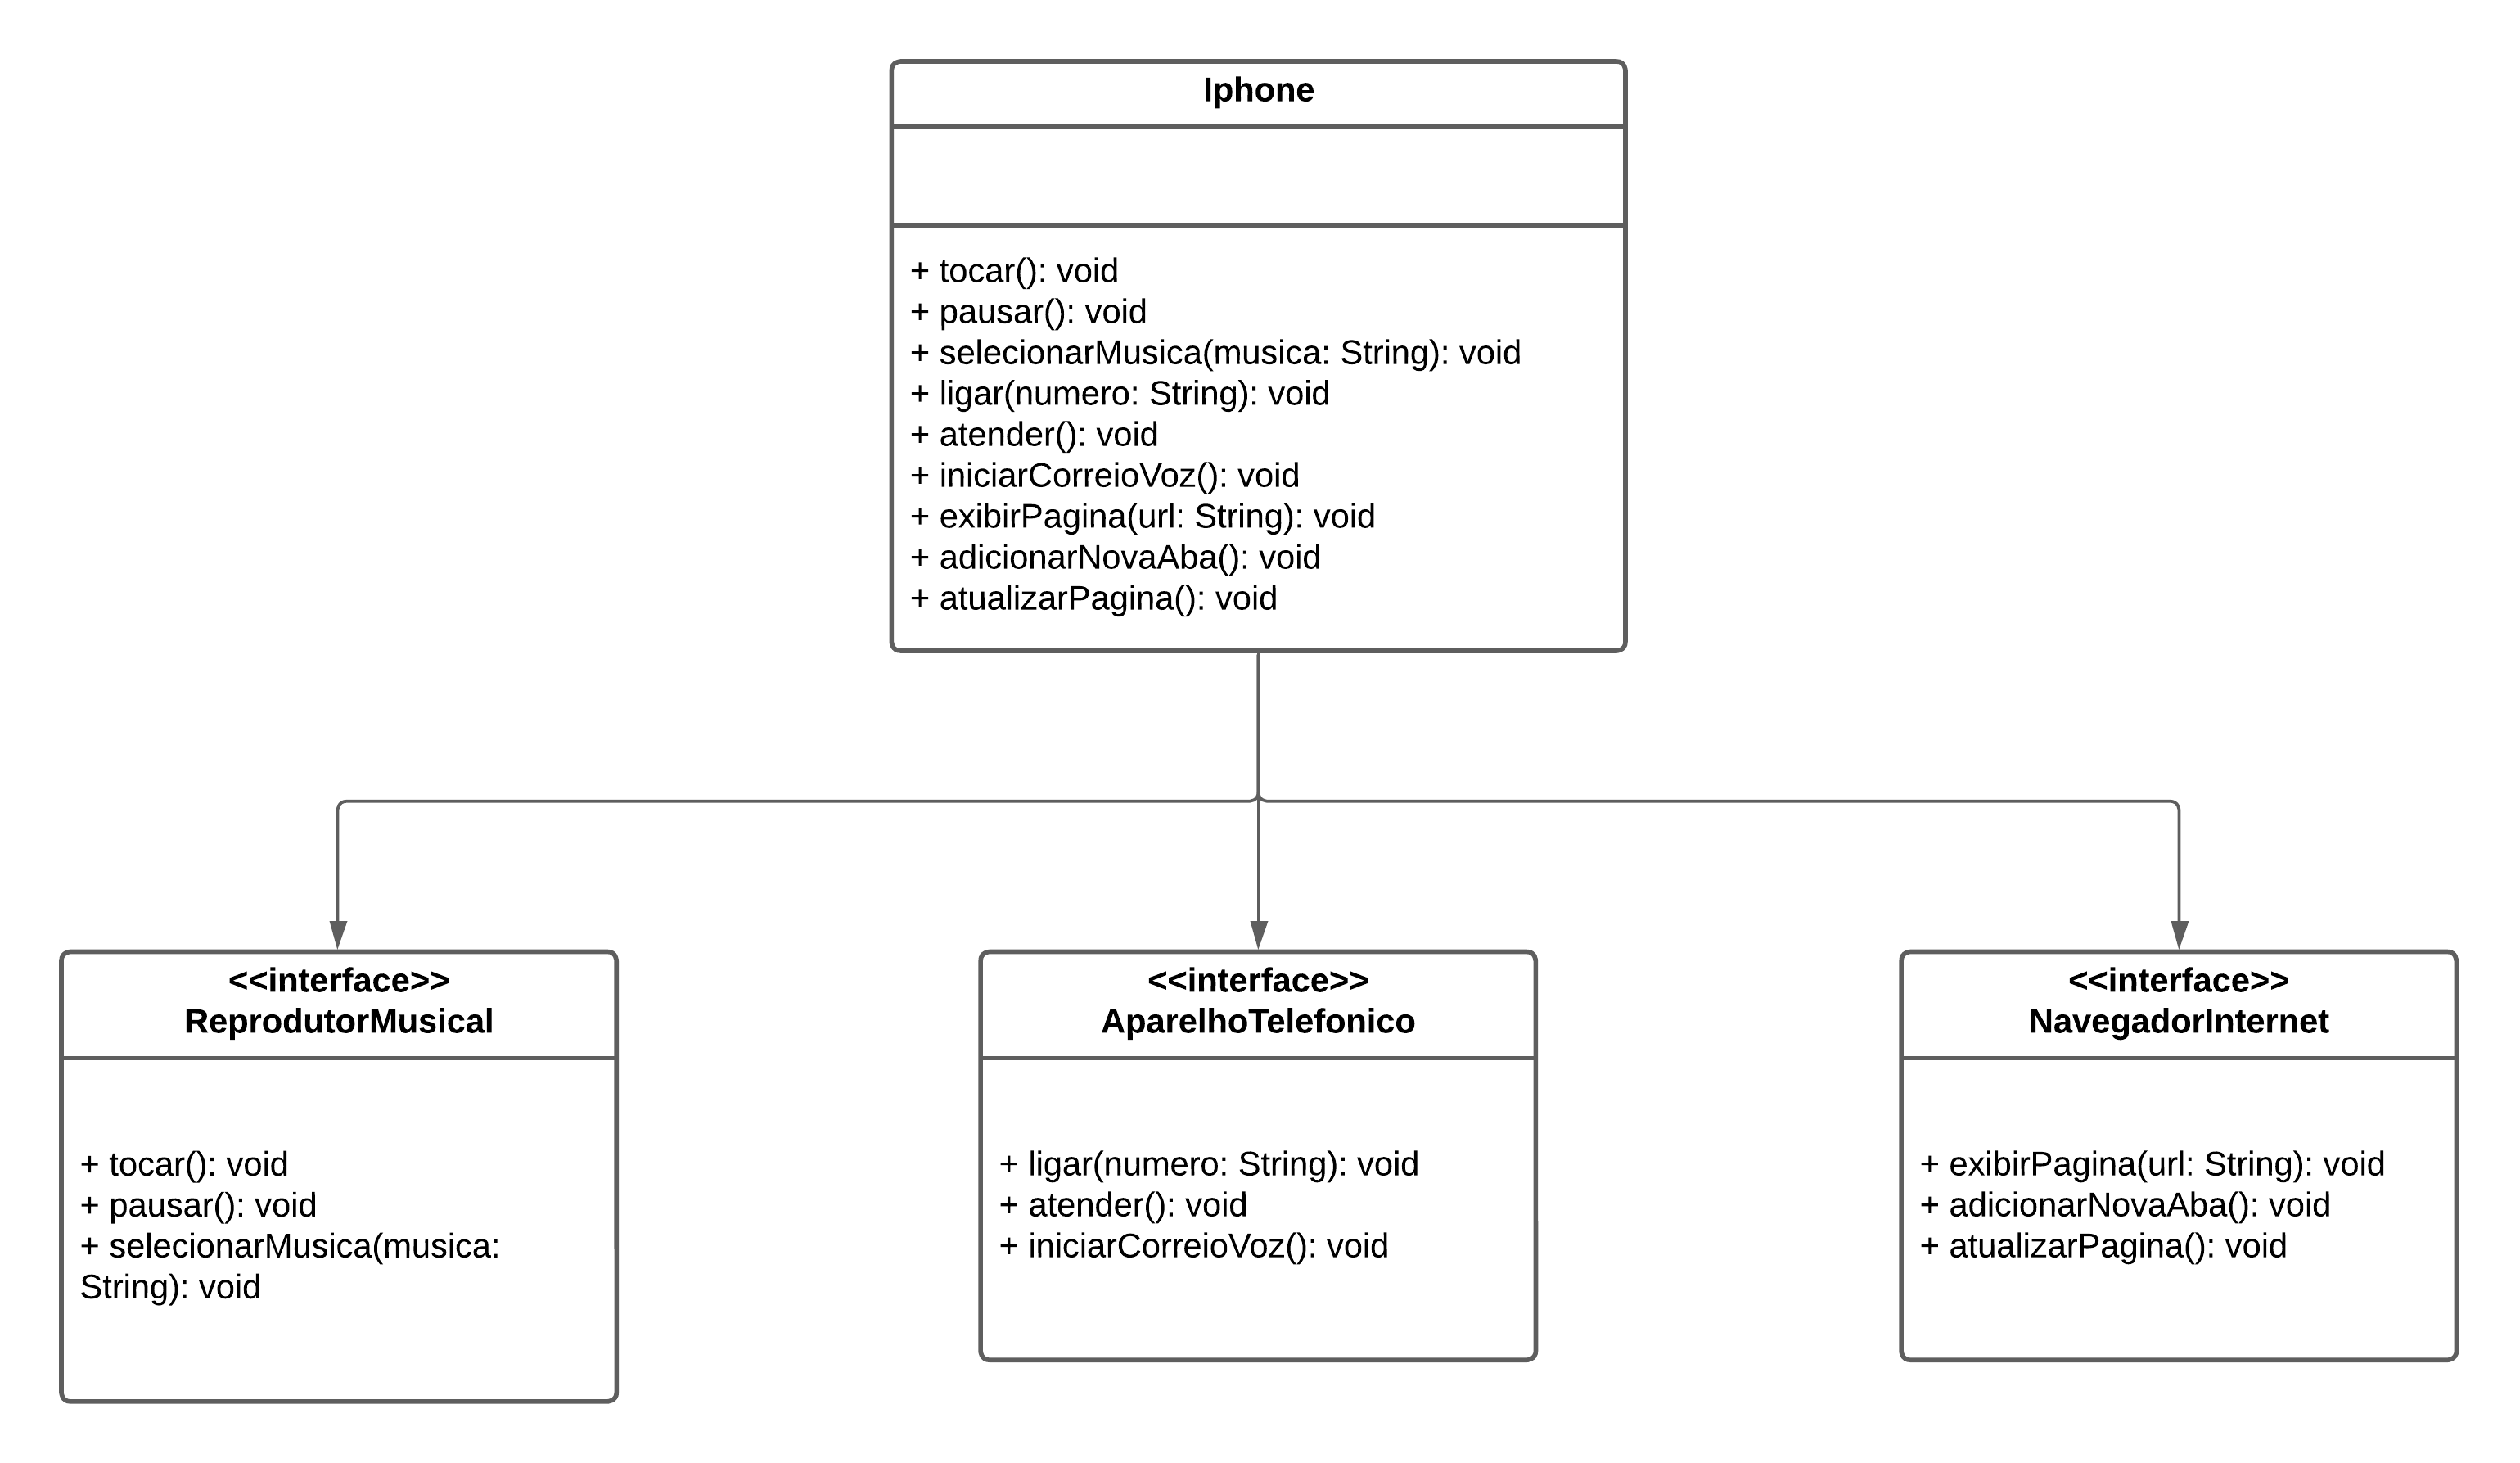 Iphone
+ tocar(): void
+ pausar(): void
+ selecionarMusica(musica: String): void
+ ligar(numero: String): void
+ atender(): void
+ iniciarCorreioVoz(): void
+ exibirPagina(url: String): void
+ adicionarNovaAba(): void
+ atualizarPagina(): void
<<interface>>
ReprodutorMusical
+ tocar(): void
+ pausar(): void
+ selecionarMusica(musica:
String): void
<<interface>>
AparelhoTelefonico
+ ligar(numero: String): void
+ atender(): void
+ iniciarCorreioVoz(): void
<<interface>>
NavegadorInternet
+ exibirPagina(url: String): void
+ adicionarNovaAba(): void
+ atualizarPagina(): void